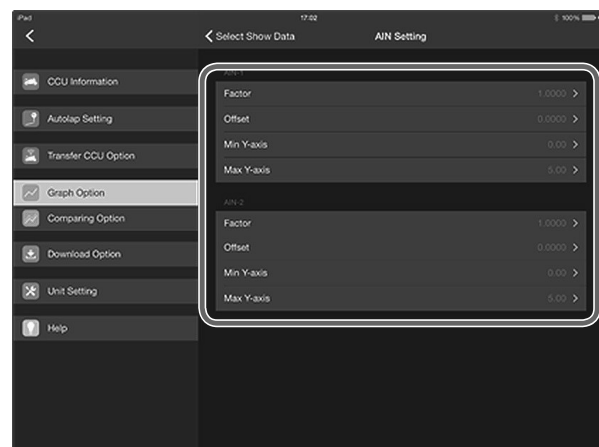 iPad
17:02
100%
Select Show Data
AIN Setting
CCU Information
Autolap Setting
Transfer CCU Option
Graph Option
Comparing Option
Download Option
Unit Setting
Help
AIN-1
Factor 1.0000
Offset 0.0000
Min Y-axis 0.00
Max Y-axis 5.00
AIN-2
Factor 1.0000
Offset 0.0000
Min Y-axis 0.00
Max Y-axis 5.00